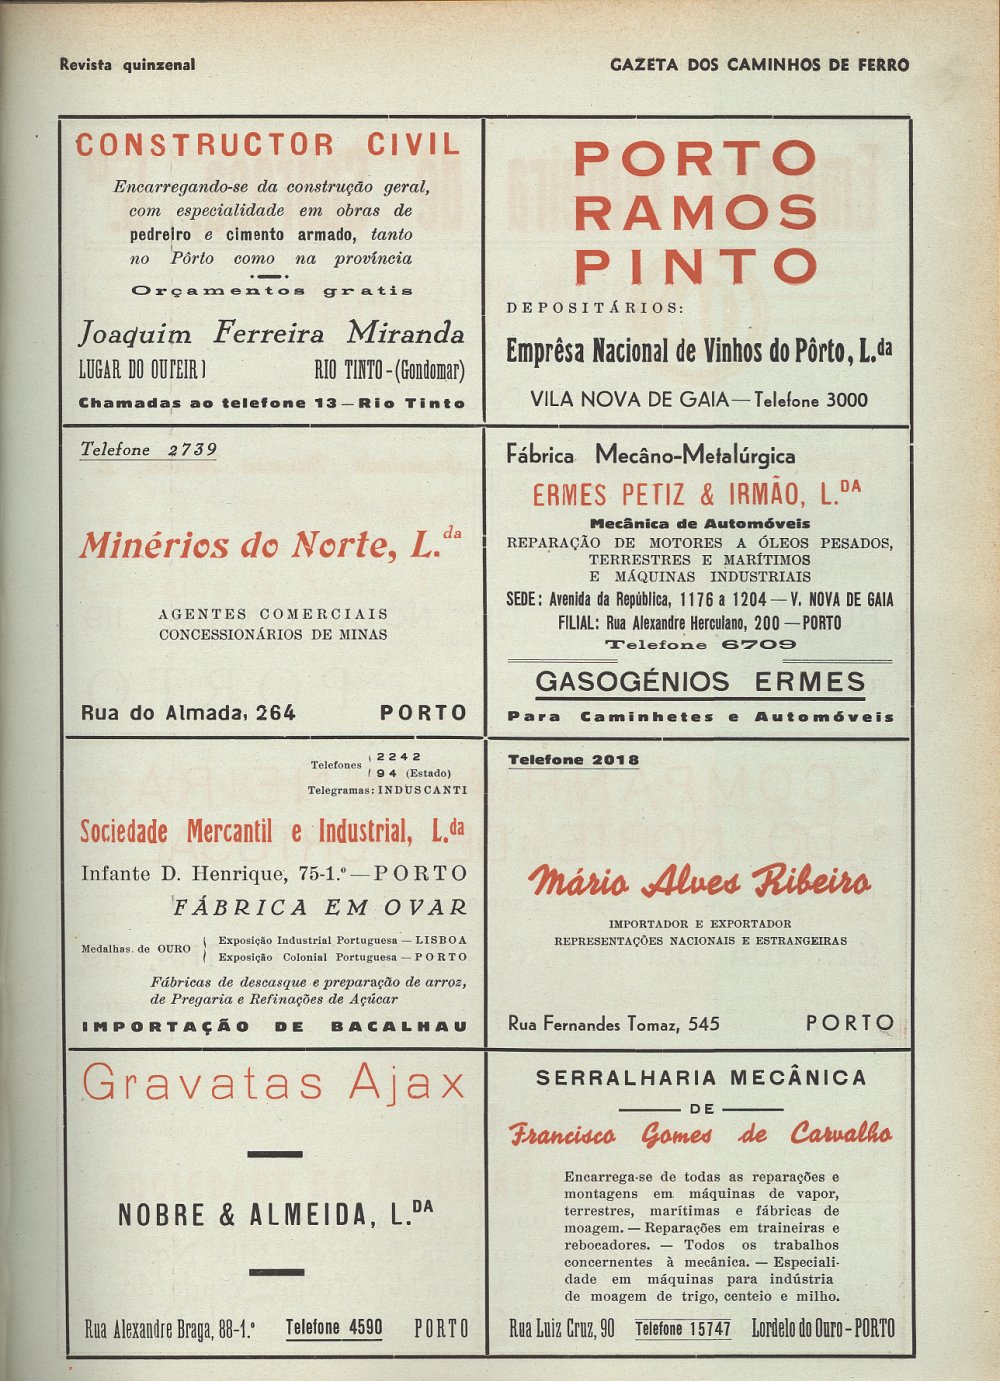 Revista quinzenal
GAZETA DOS CAMINHOS DE FERRO
CONSTRUCTOR CIVIL
Encarregando-se da construção geral,
com especialidade em obras de
pedreiro e cimento armado, tanto
no Pôrto como na província
Orçamentos gratis
Joaquim Ferreira Miranda
LUGAR DO
RIO TINTO-(Gondomar)
Chamadas ao telefone 13—Rio Tinto
PORTO
RAMOS
PINTO
DEPOSITÁRIOS:
Emprêsa Nacional de Vinhos do Pôrto, L.da
VILA NOVA DE GAIA—Telefone 3000
Telefone 2739
Minérios do Norte, L.da
AGENTES COMERCIAIS
CONCESSIONÁRIOS DE MINAS
Rua do Almada, 264 PORTO
Fábrica Mecâno-Metalúrgica
ERMES PETIZ & IRMÃO, L.DA
Mecânica de Automóveis
REPARAÇÃO DE MOTORES A ÓLEOS PESADOS,
TERRESTRES E MARÍTIMOS
E MÁQUINAS INDUSTRIAIS
SEDE: Avenida da República, 1176 a 1204—V. NOVA DE GAIA
FILIAL: Rua Alexandre Herculano, 200—PORTO
Telefone 6709
GASOGÉNIOS ERMES
Para Caminhetes e Automóveis
Telefones 2242
94 (Estado)
Telegramas: INDUSCANTI
Sociedade Mercantil e Industrial, L.da
Infante D. Henrique, 75-1.º—PORTO
FÁBRICA EM OVAR
Medalhas. de OURO
Exposição Industrial Portuguesa—LISBOA
Exposição Colonial Portuguesa—PORTO
Fábricas de descasque e preparação de arroz,
de Pregaria e Refinações de Açúcar
IMPORTAÇÃO DE BACALHAU
Telefone 2018
Mário Alves Ribeiro
IMPORTADOR E EXPORTADOR
REPRESENTAÇÕES NACIONAIS E ESTRANGEIRAS
Rua Fernandes Tomaz, 545 PORTO
Gravatas Ajax
NOBRE & ALMEIDA, L.DA
Rua Alexandre Braga, 88-1.º Telefone 4590 PORTO
SERRALHARIA MECÂNICA
DE
Francisco Gomes de Carvalho
Encarrega-se de todas as reparações e
montagens em máquinas de vapor,
terrestres, marítimas e fábricas de
moagem.—Reparações em traineiras e
rebocadores. — Todos os trabalhos
concernentes à mecânica.—Especiali-
dade em máquinas para indústria
de moagem de trigo, centeio e milho.
Rua Luiz Cruz, 90 Telefone 15747 Lordelo do Ouro-PORTO